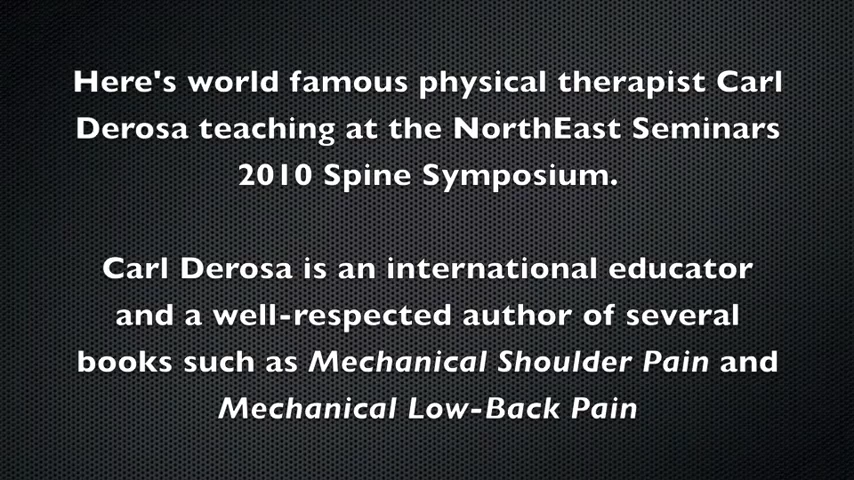 Here's world famous physical therapist Carl
Derosa teaching at the NorthEast Seminars
2010 Spine Symposium.
Carl Derosa is an international educator
and a well-respected author of several
books such as Mechanical Shoulder Pain and
Mechanical Low-Back Pain